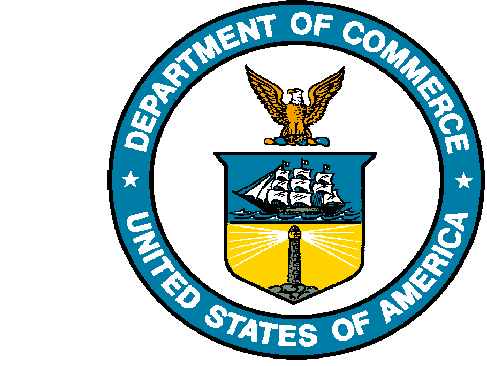 DEPARTMENT OF COMMERCE
UNITED STATES OF AMERICA